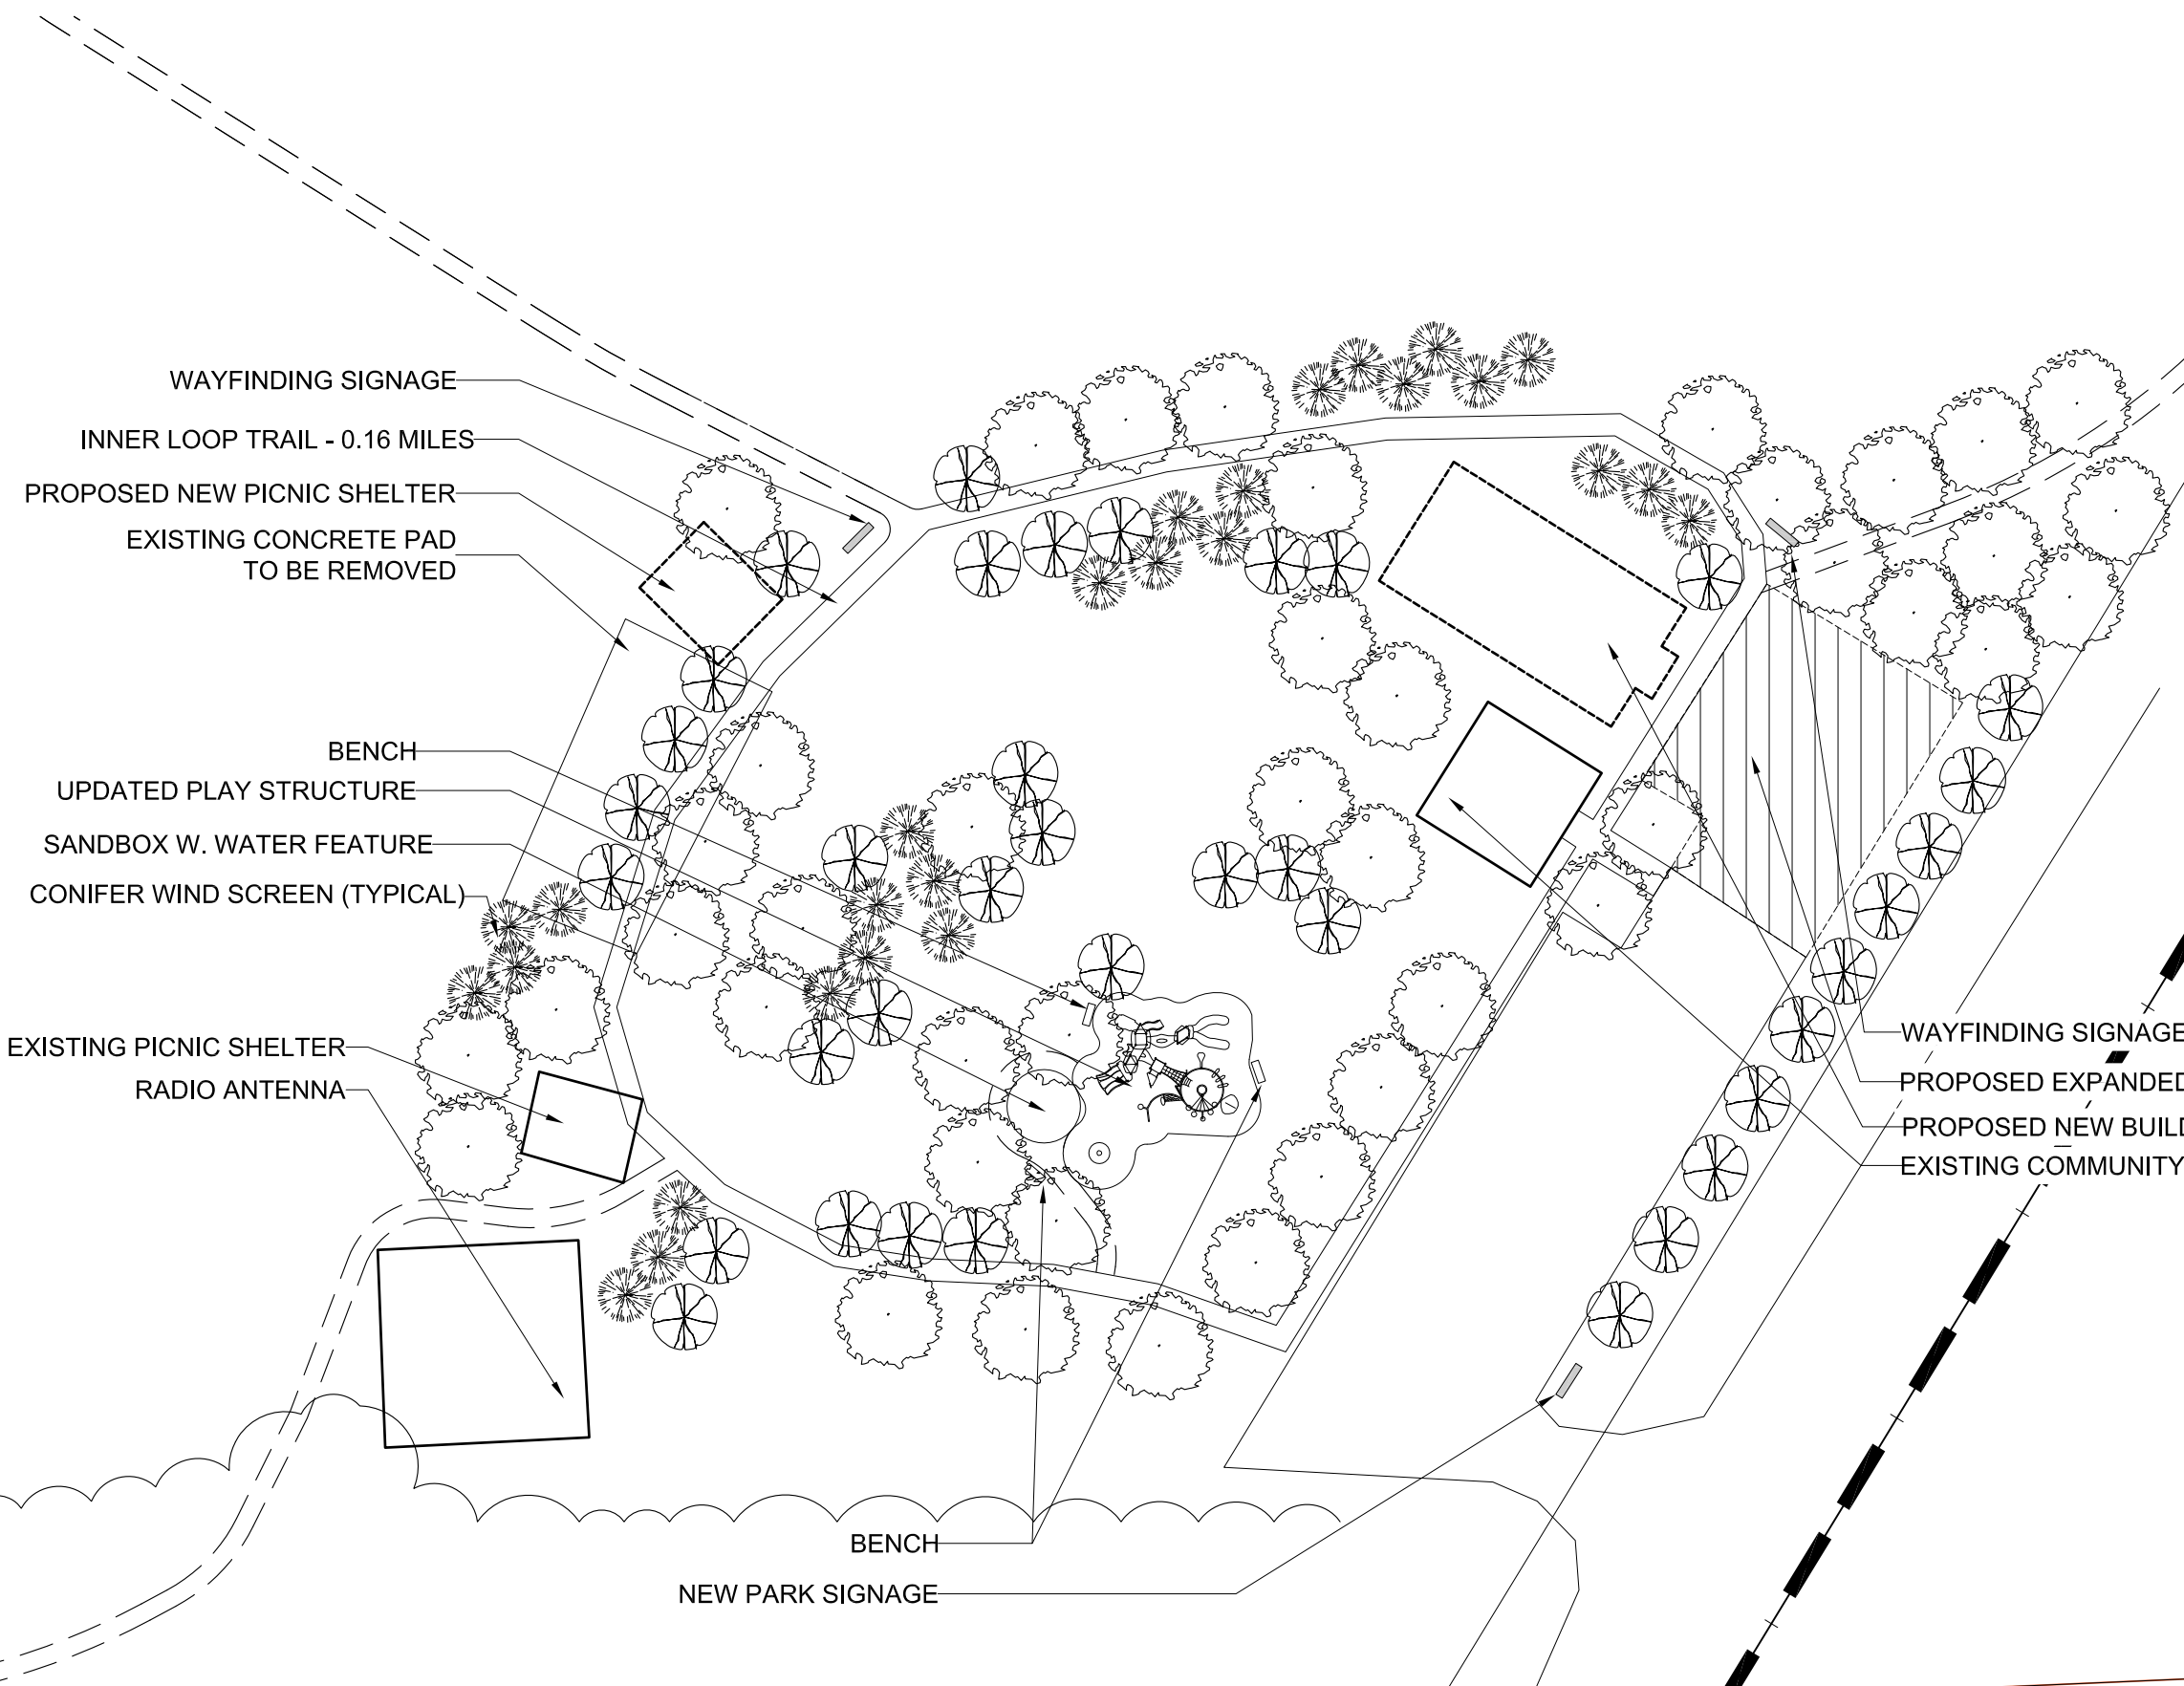 WAYFINDING SIGNAGE
INNER LOOP TRAIL - 0.16 MILES
PROPOSED NEW PICNIC SHELTER
EXISTING CONCRETE PAD
TO BE REMOVED
BENCH
UPDATED PLAY STRUCTURE
SANDBOX W. WATER FEATURE
CONIFER WIND SCREEN (TYPICAL)
EXISTING PICNIC SHELTER
RADIO ANTENNA
WAYFINDING SIGNAGE
PROPOSED EXPANDED
PROPOSED NEW BUILD
EXISTING COMMUNITY
BENCH
NEW PARK SIGNAGE